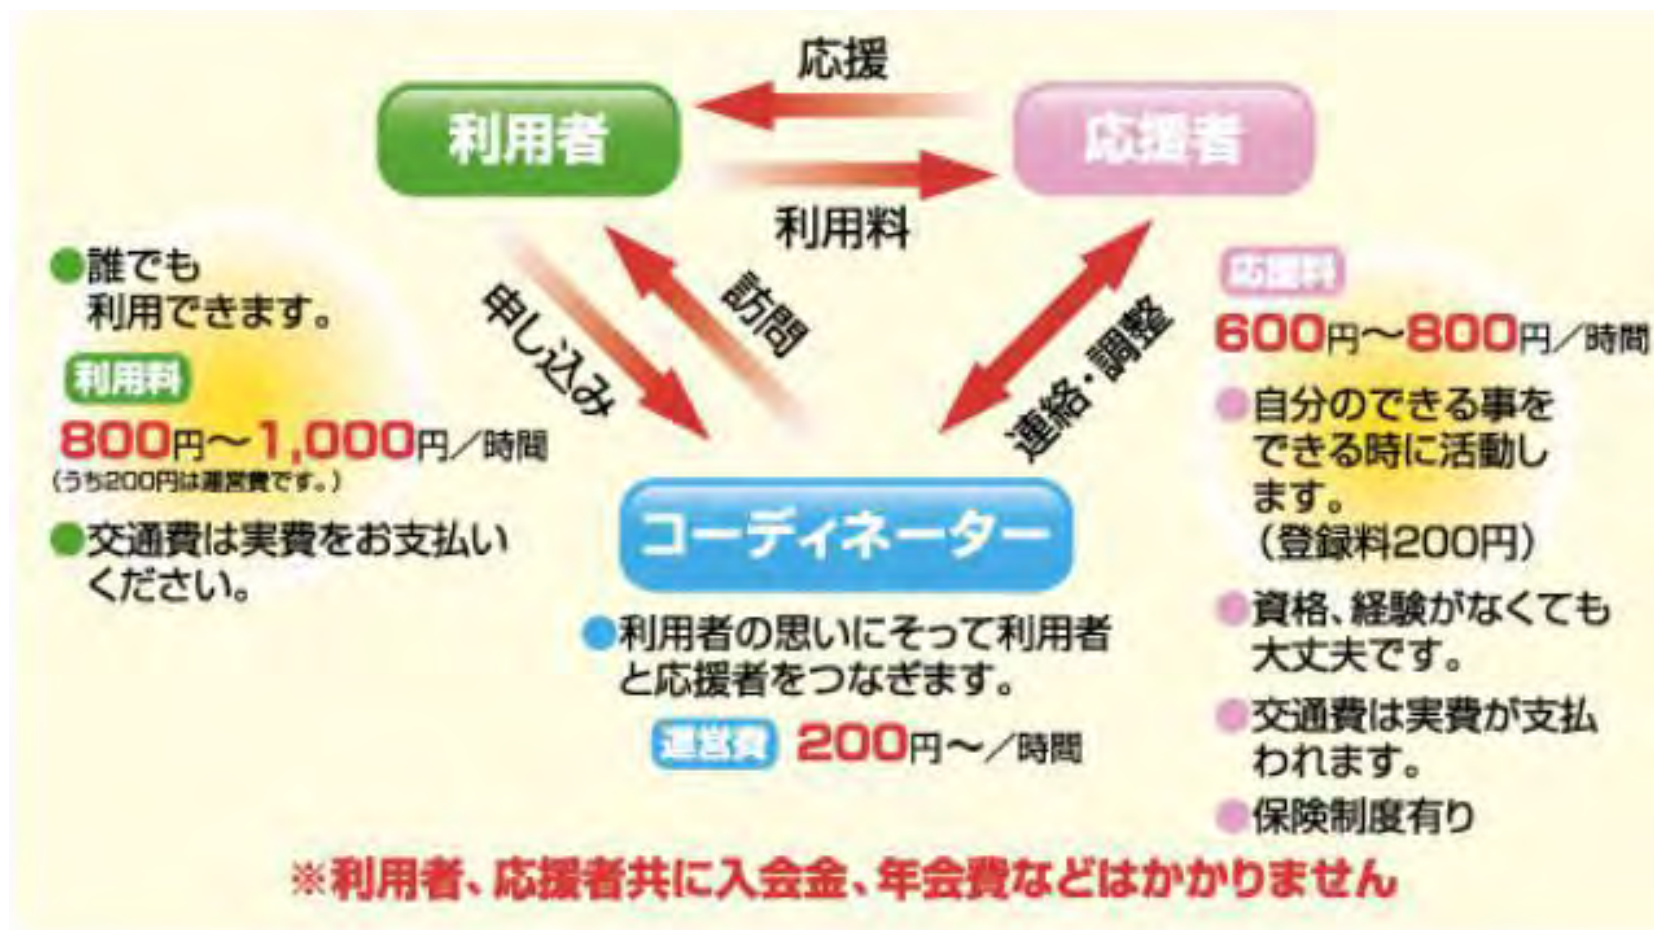 応援
利用者
応援者
利用料
申し込み
訪問
連絡・調整
●誰でも
利用できます。
利用料
800円～1,000円／時間
(うち200円は運営費です。)
●交通費は実費をお支払い
ください。
コーディネーター
●利用者の思いにそって利用者
と応援者をつなぎます。
運営費 200円～／時間
応援料
600円～800円／時間
●自分のできる事を
できる時に活動し
ます。
（登録料200円）
●資格、経験がなくても
大丈夫です。
●交通費は実費が支払
われます。
●保険制度有り
※利用者、応援者共に入会金、年会費などはかかりません